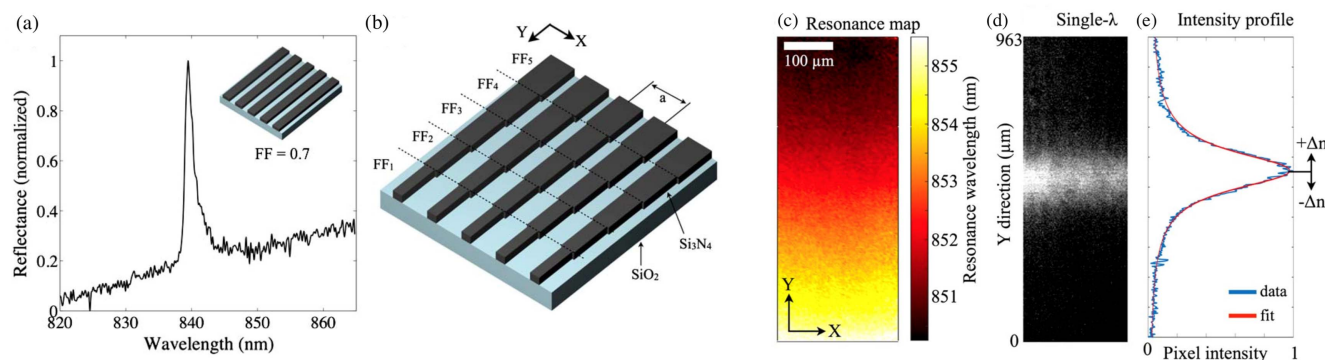 (a)
Reflectance (normalized)
1
0.8
0.6
0.4
0.2
0
820
830
840
850
860
Wavelength (nm)
FF = 0.7
(b)
Y
X
FF5
FF4
FF3
FF2
FF1
a
Si3N4
SiO2
(c)
Resonance map
100 µm
Y
X
855
854
853
852
851
Resonance wavelength (nm)
(d)
Single-λ
963
Y direction (µm)
0
(e)
Intensity profile
+Δn
-Δn
data
fit
0
1
Pixel intensity